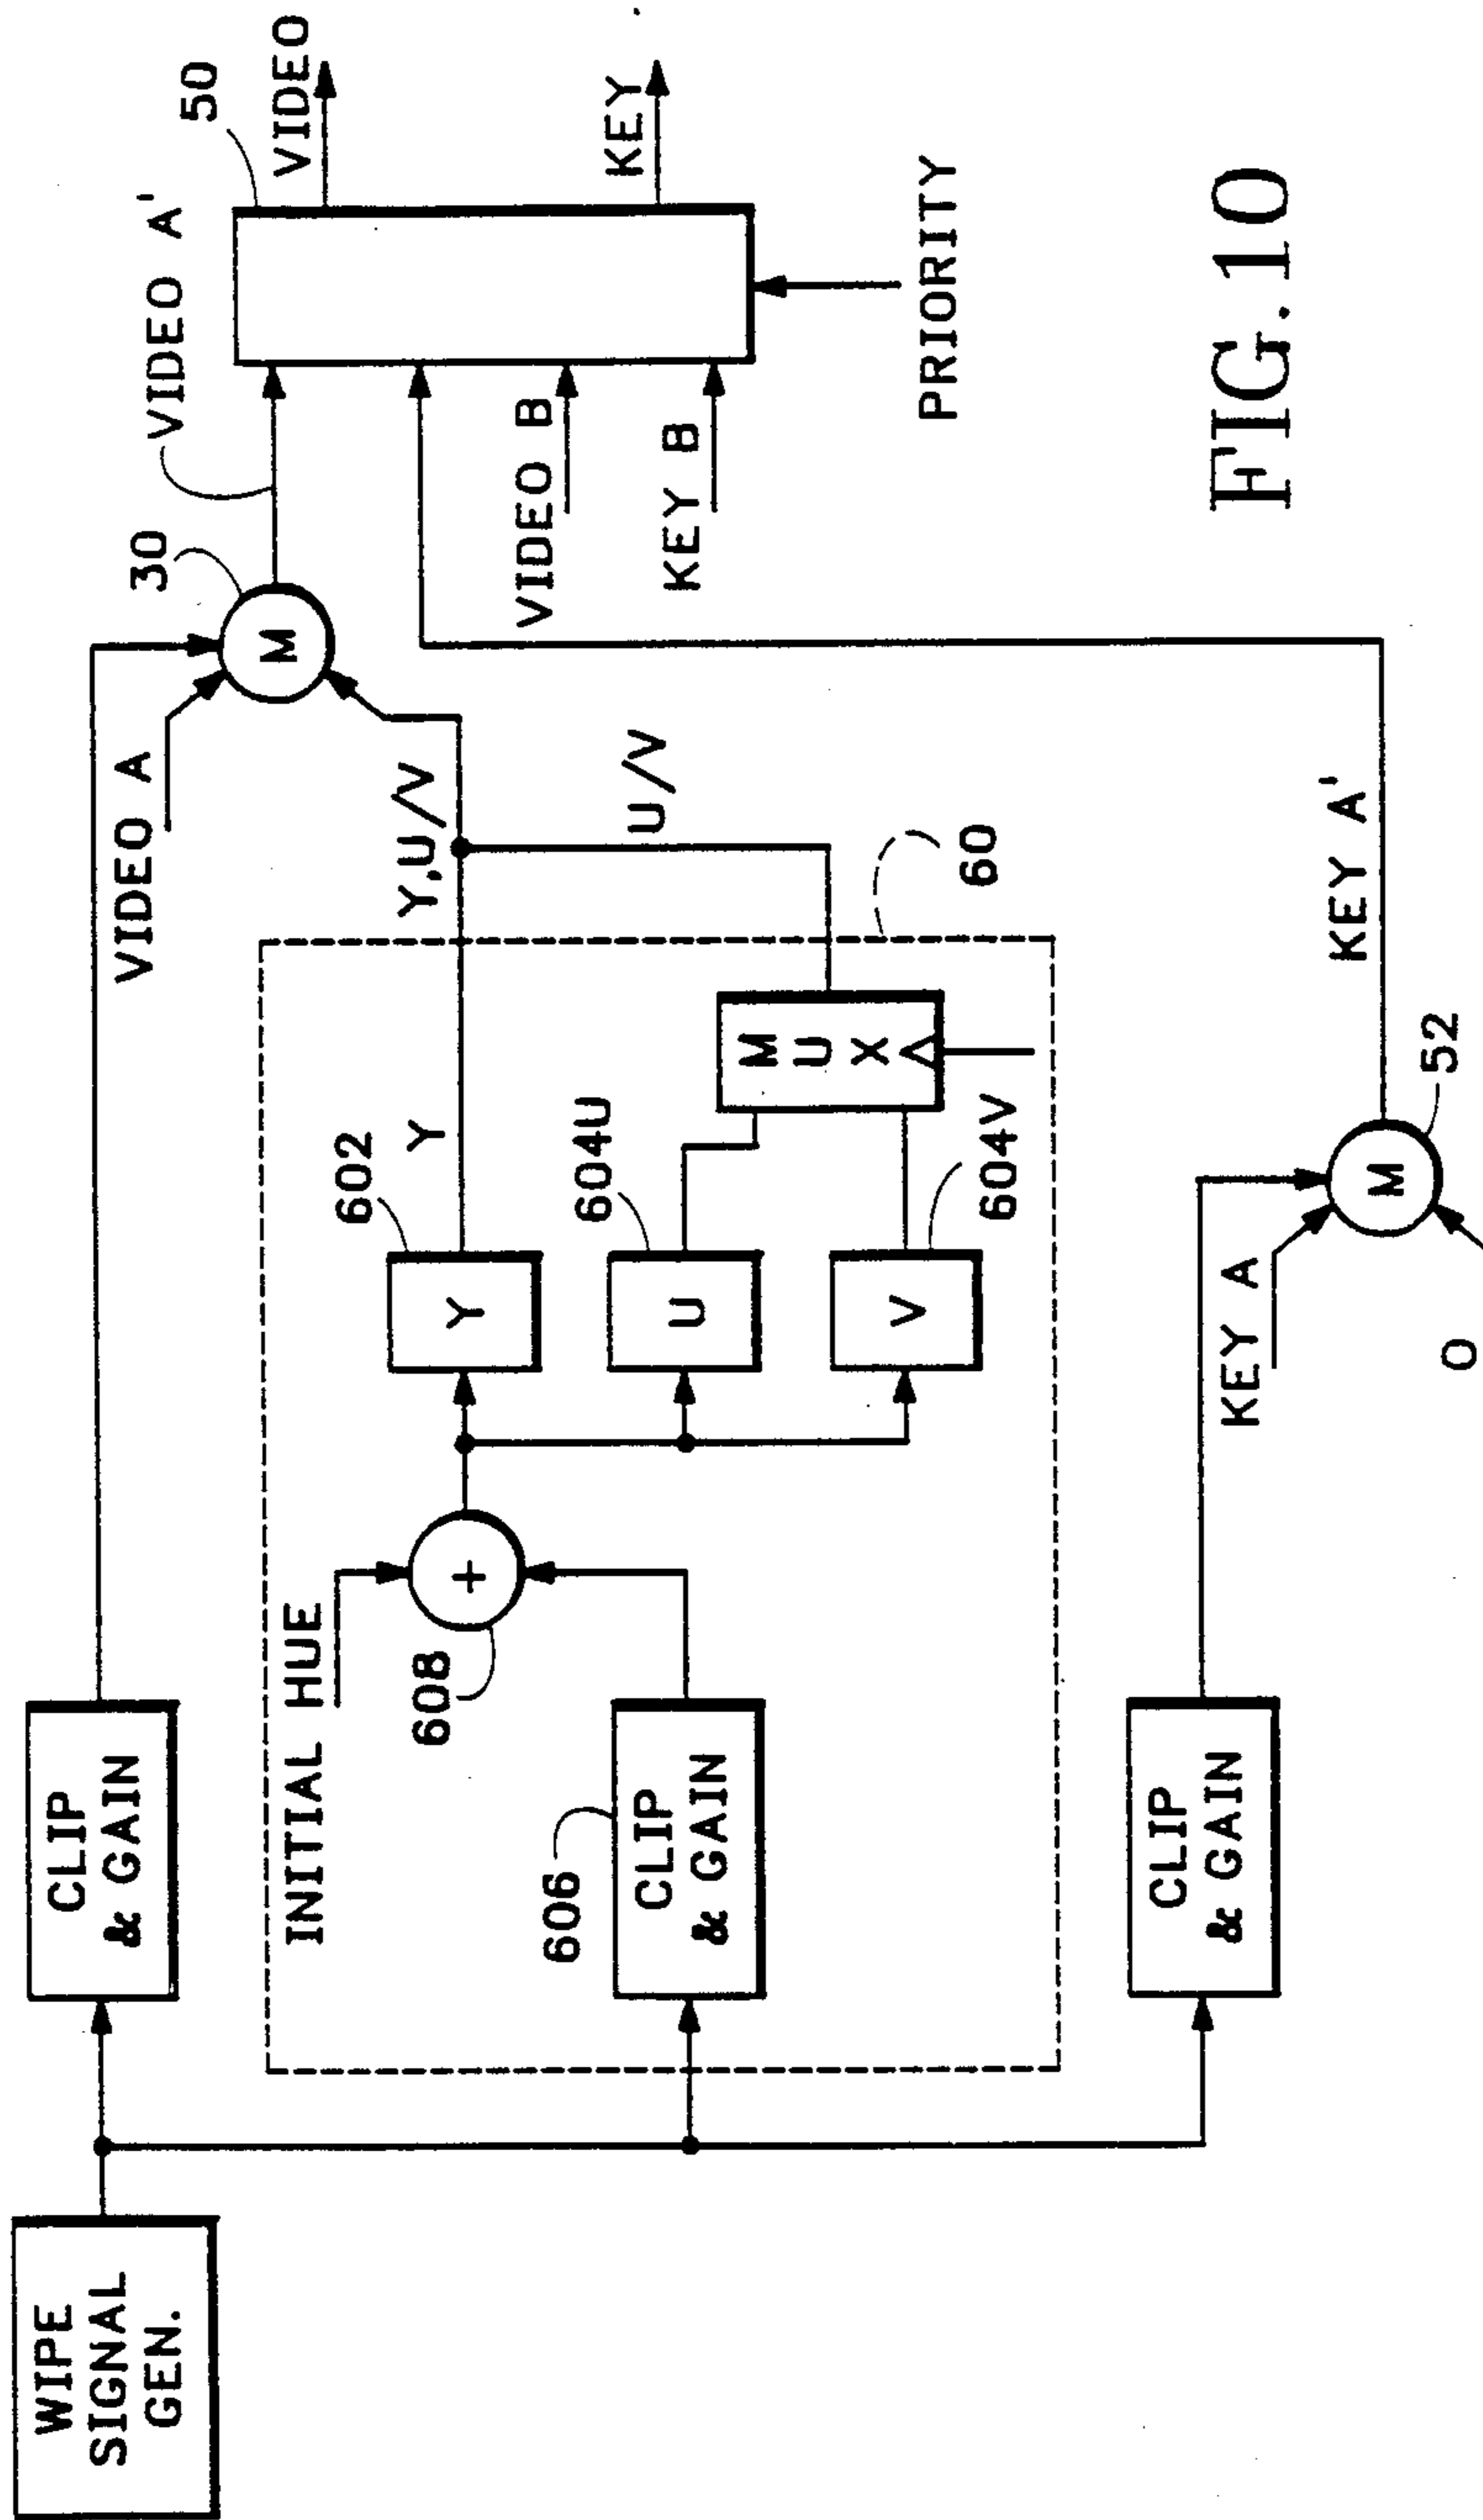 WIPE
SIGNAL
GEN.
CLIP
& GAIN
INITIAL HUE
608
606
CLIP
& GAIN
CLIP
& GAIN
602
Y
Y
604U
U
604V
V
MUX
60
Y,U/V
U/V
VIDEO A
30
M
VIDEO A'
50
VIDEO
KEY
VIDEO B
KEY B
PRIORITY
KEY A
0
M
52
KEY A'
+
FIG. 10